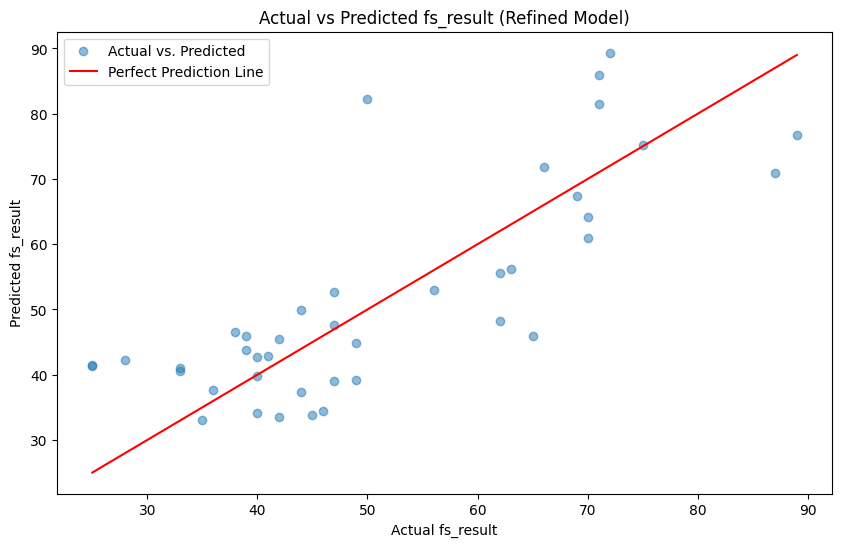 Actual vs Predicted fs_result (Refined Model)
Actual vs. Predicted
Perfect Prediction Line
Predicted fs_result
90
80
70
60
50
40
30
30 40 50 60 70 80 90
Actual fs_result